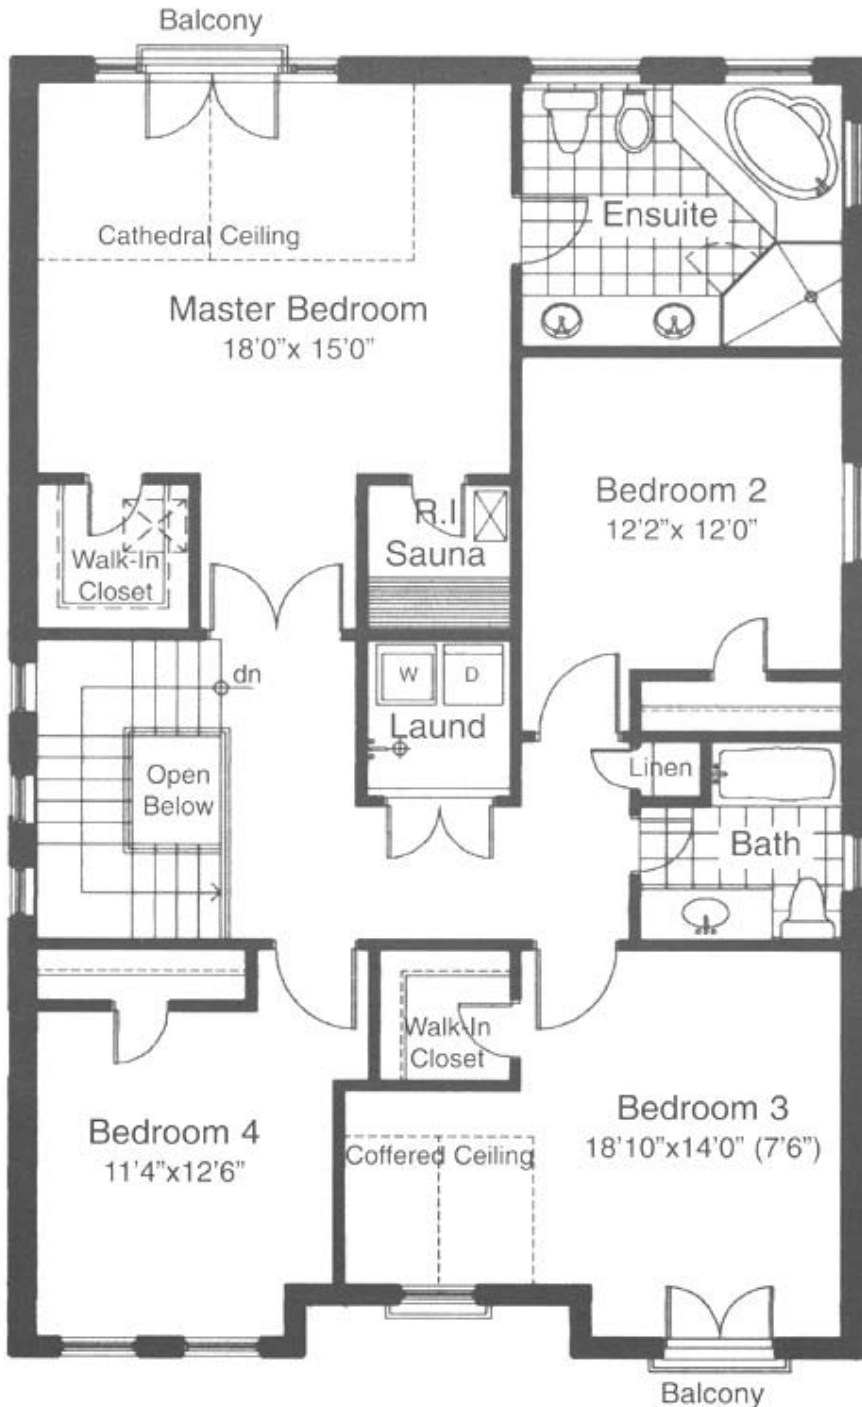 Balcony
Ensuite
Cathedral Ceiling
Master Bedroom
18'0"x 15'0"
Bedroom 2
12'2"x 12'0"
R.I
Sauna
Walk-In
Closet
dn
W
D
Laund
Open
Below
Linen
Bath
Walk-In
Closet
Bedroom 4
11'4"x12'6"
Bedroom 3
18'10"x14'0" (7'6")
Coffered Ceiling
Balcony